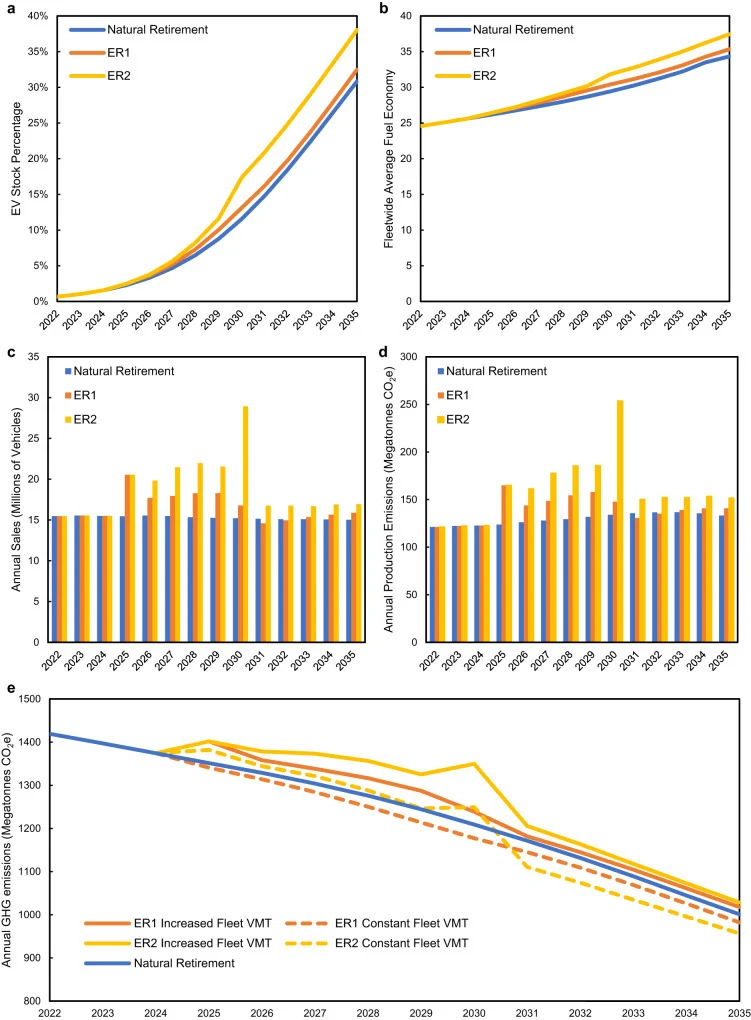 a
EV Stock Percentage
40%
35%
30%
25%
20%
15%
10%
5%
0%
Natural Retirement
ER1
ER2
2022 2023 2024 2025 2026 2027 2028 2029 2030 2031 2032 2033 2034 2035
b
Fleetwide Average Fuel Economy
40
35
30
25
20
15
10
5
0
Natural Retirement
ER1
ER2
2022 2023 2024 2025 2026 2027 2028 2029 2030 2031 2032 2033 2034 2035
c
Annual Sales (Millions of Vehicles)
35
30
25
20
15
10
5
0
Natural Retirement
ER1
ER2
2022 2023 2024 2025 2026 2027 2028 2029 2030 2031 2032 2033 2034 2035
d
Annual Production Emissions (Megatonnes CO₂e)
300
250
200
150
100
50
0
Natural Retirement
ER1
ER2
2022 2023 2024 2025 2026 2027 2028 2029 2030 2031 2032 2033 2034 2035
e
Annual GHG emissions (Megatonnes CO₂e)
1500
1400
1300
1200
1100
1000
900
800
ER1 Increased Fleet VMT ER1 Constant Fleet VMT
ER2 Increased Fleet VMT ER2 Constant Fleet VMT
Natural Retirement
2022 2023 2024 2025 2026 2027 2028 2029 2030 2031 2032 2033 2034 2035